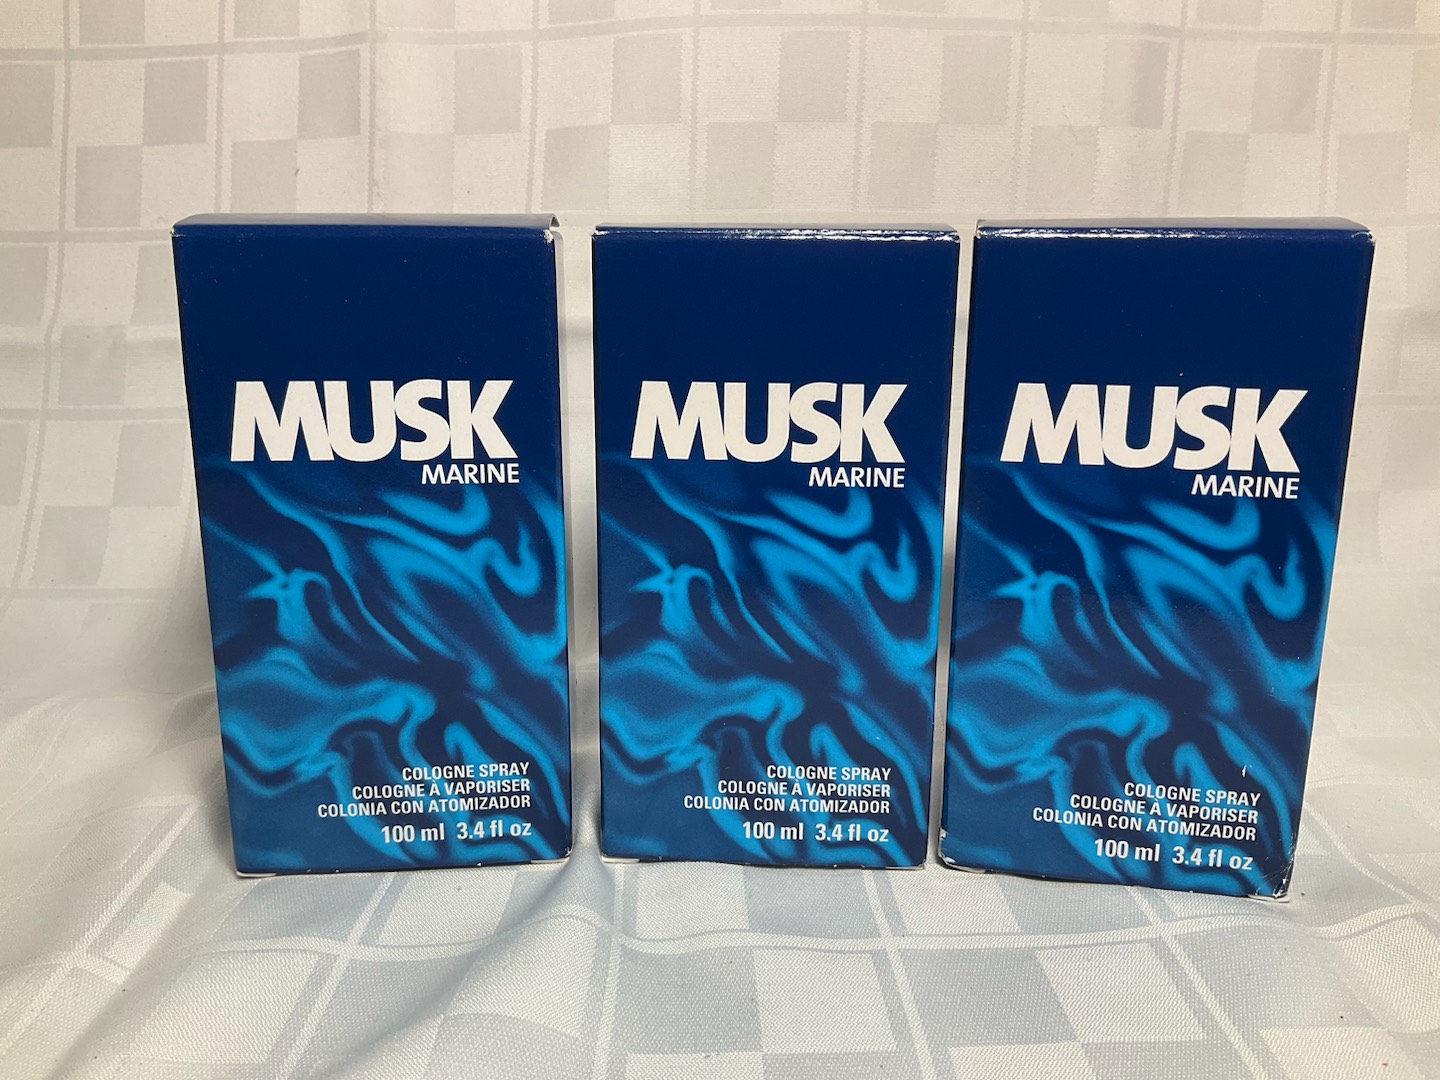 MUSK
MARINE
COLOGNE SPRAY
COLOGNE À VAPORISER
COLONIA CON ATOMIZADOR
100 ml 3.4 fl oz
MUSK
MARINE
COLOGNE SPRAY
COLOGNE À VAPORISER
COLONIA CON ATOMIZADOR
100 ml 3.4 fl oz
MUSK
MARINE
COLOGNE SPRAY
COLOGNE À VAPORISER
COLONIA CON ATOMIZADOR
100 ml 3.4 fl oz